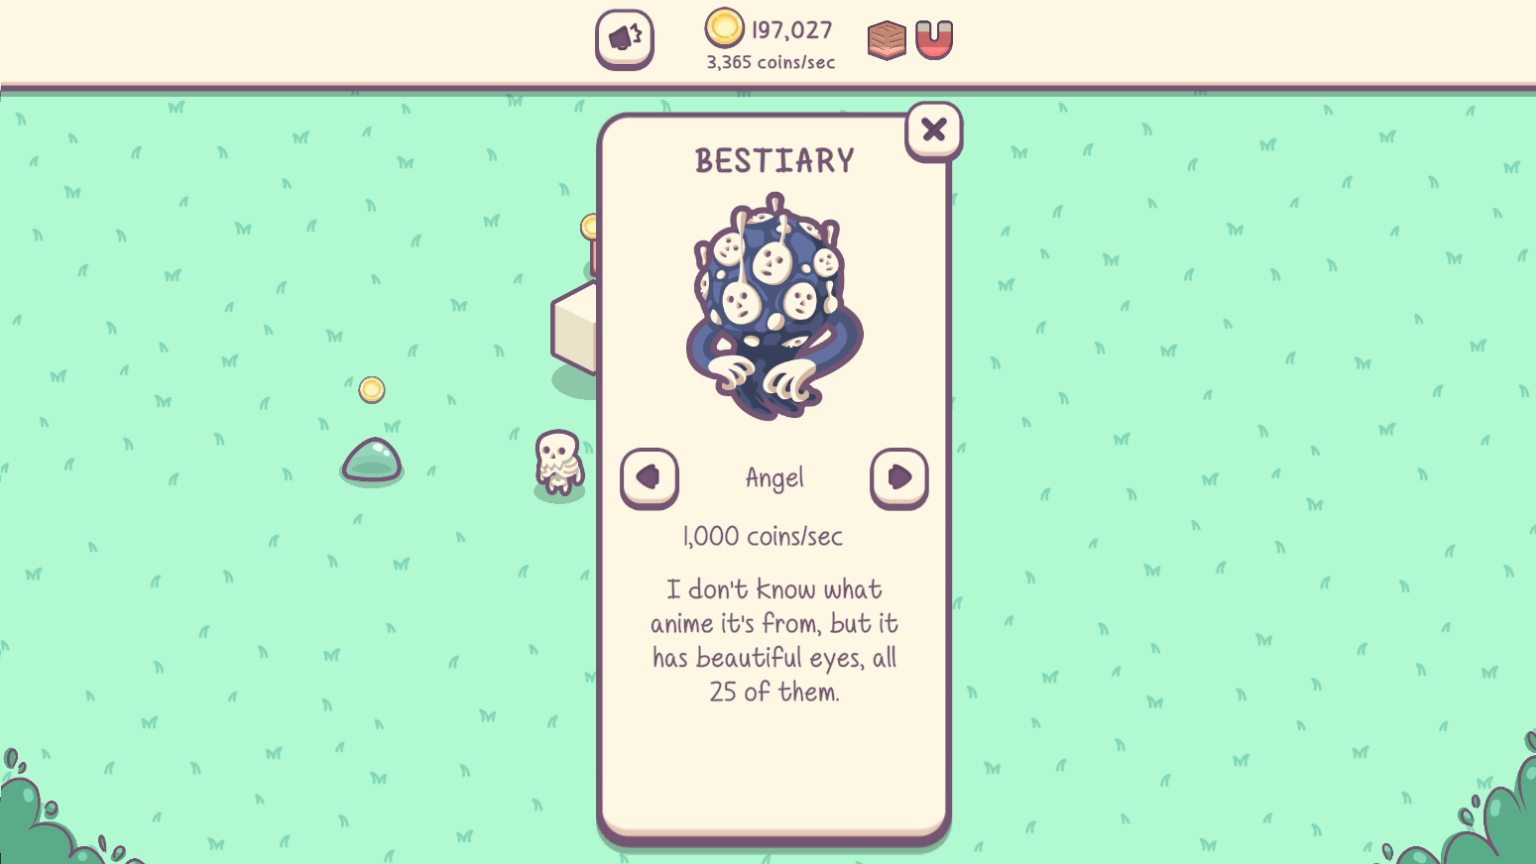 197,027
3,365 coins/sec
BESTIARY
Angel
1,000 coins/sec
I don't know what
anime it's from, but it
has beautiful eyes, all
25 of them.